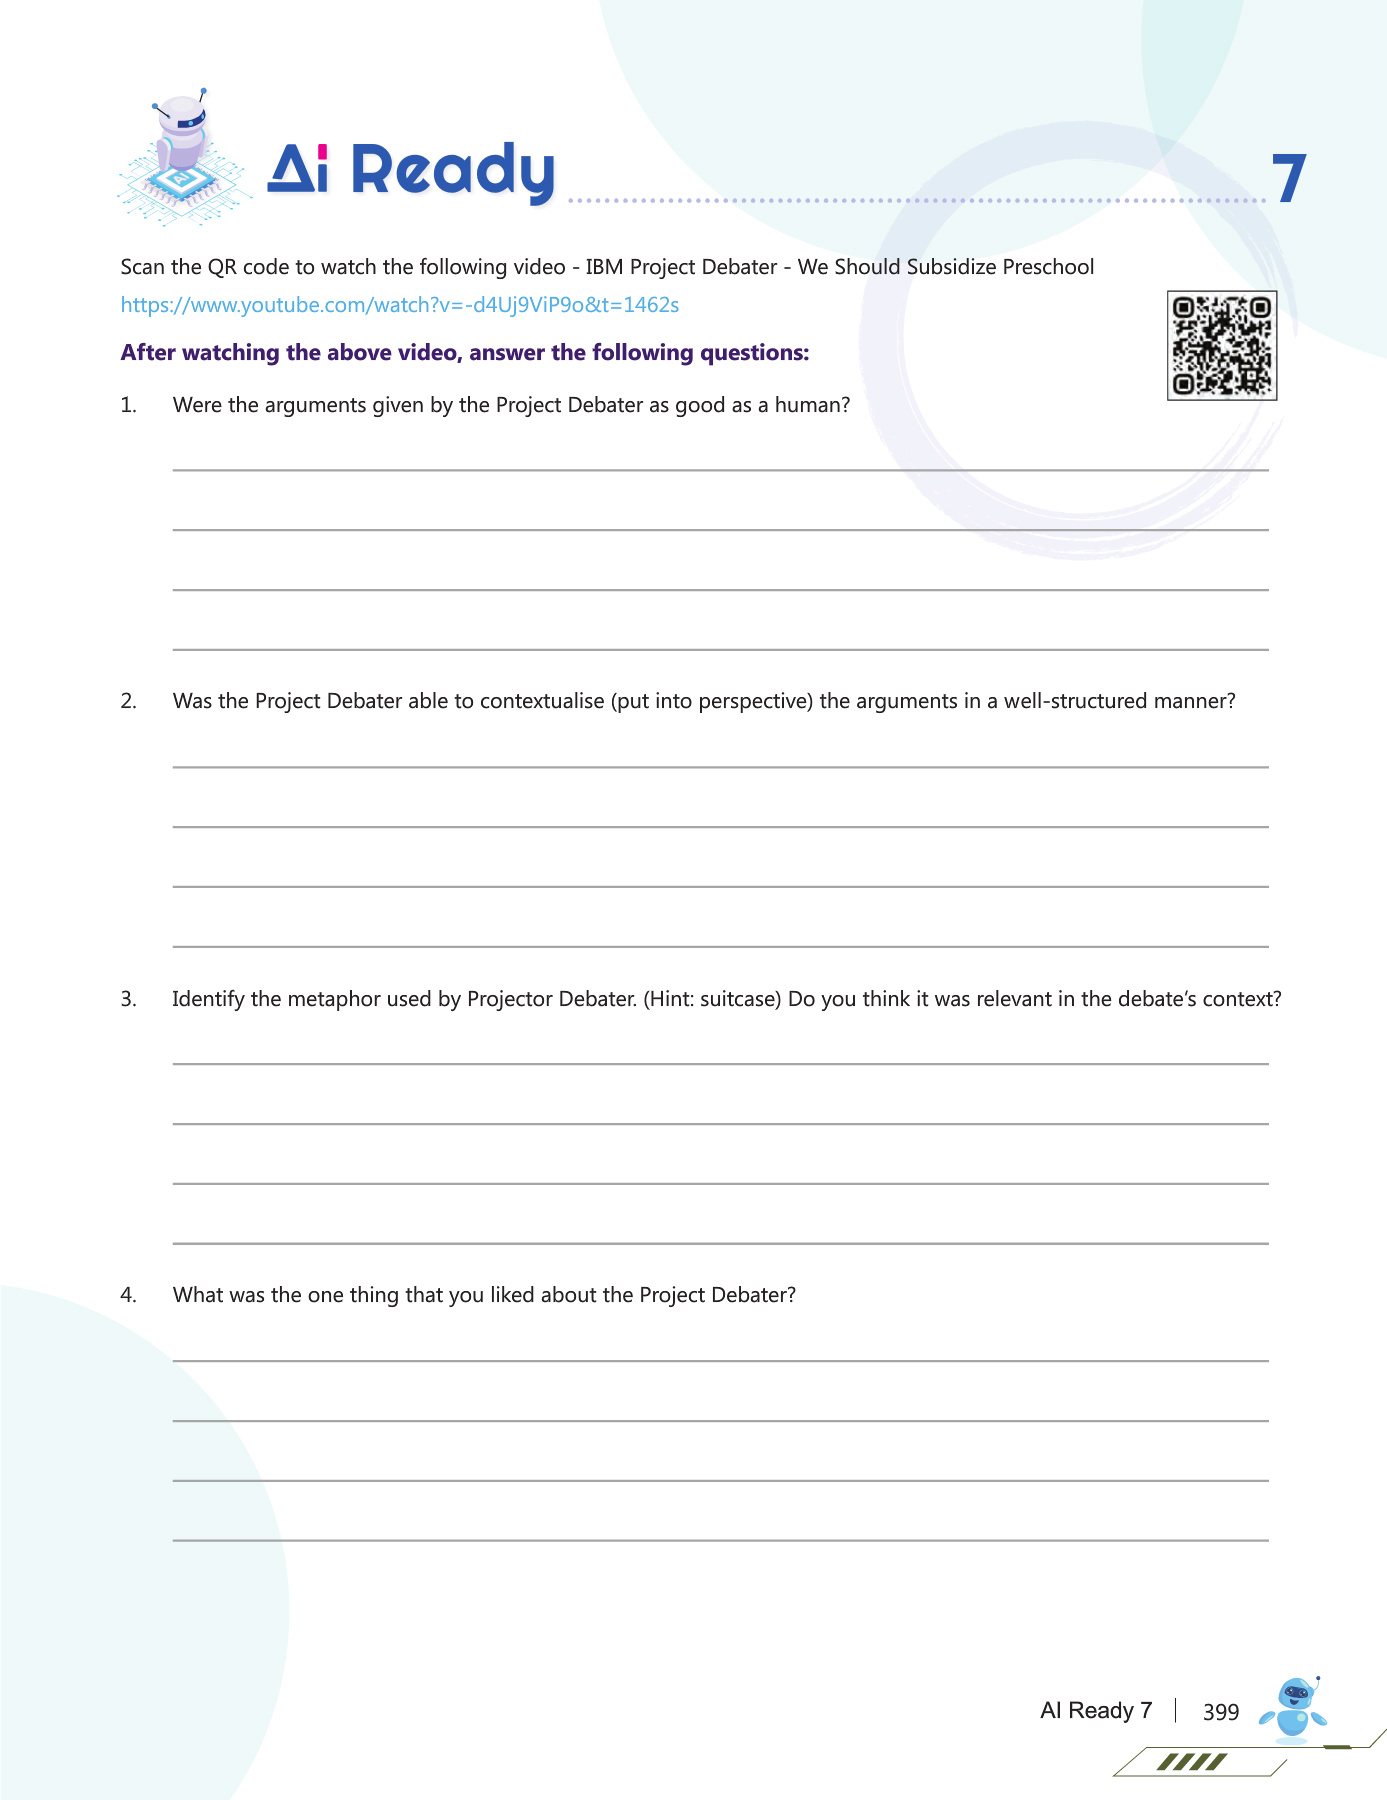 Ai Ready
7
Scan the QR code to watch the following video - IBM Project Debater - We Should Subsidize Preschool
https://www.youtube.com/watch?v=-d4Uj9ViP9o&t=1462s
After watching the above video, answer the following questions:
1. Were the arguments given by the Project Debater as good as a human?
2. Was the Project Debater able to contextualise (put into perspective) the arguments in a well-structured manner?
3. Identify the metaphor used by Projector Debater. (Hint: suitcase) Do you think it was relevant in the debate’s context?
4. What was the one thing that you liked about the Project Debater?
AI Ready 7 | 399